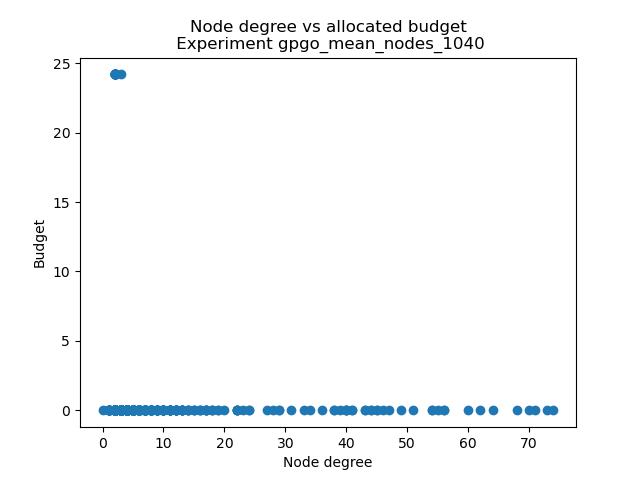 Node degree vs allocated budget
Experiment gpgo_mean_nodes_1040
25
20
15
10
5
0
Budget
0 10 20 30 40 50 60 70
Node degree